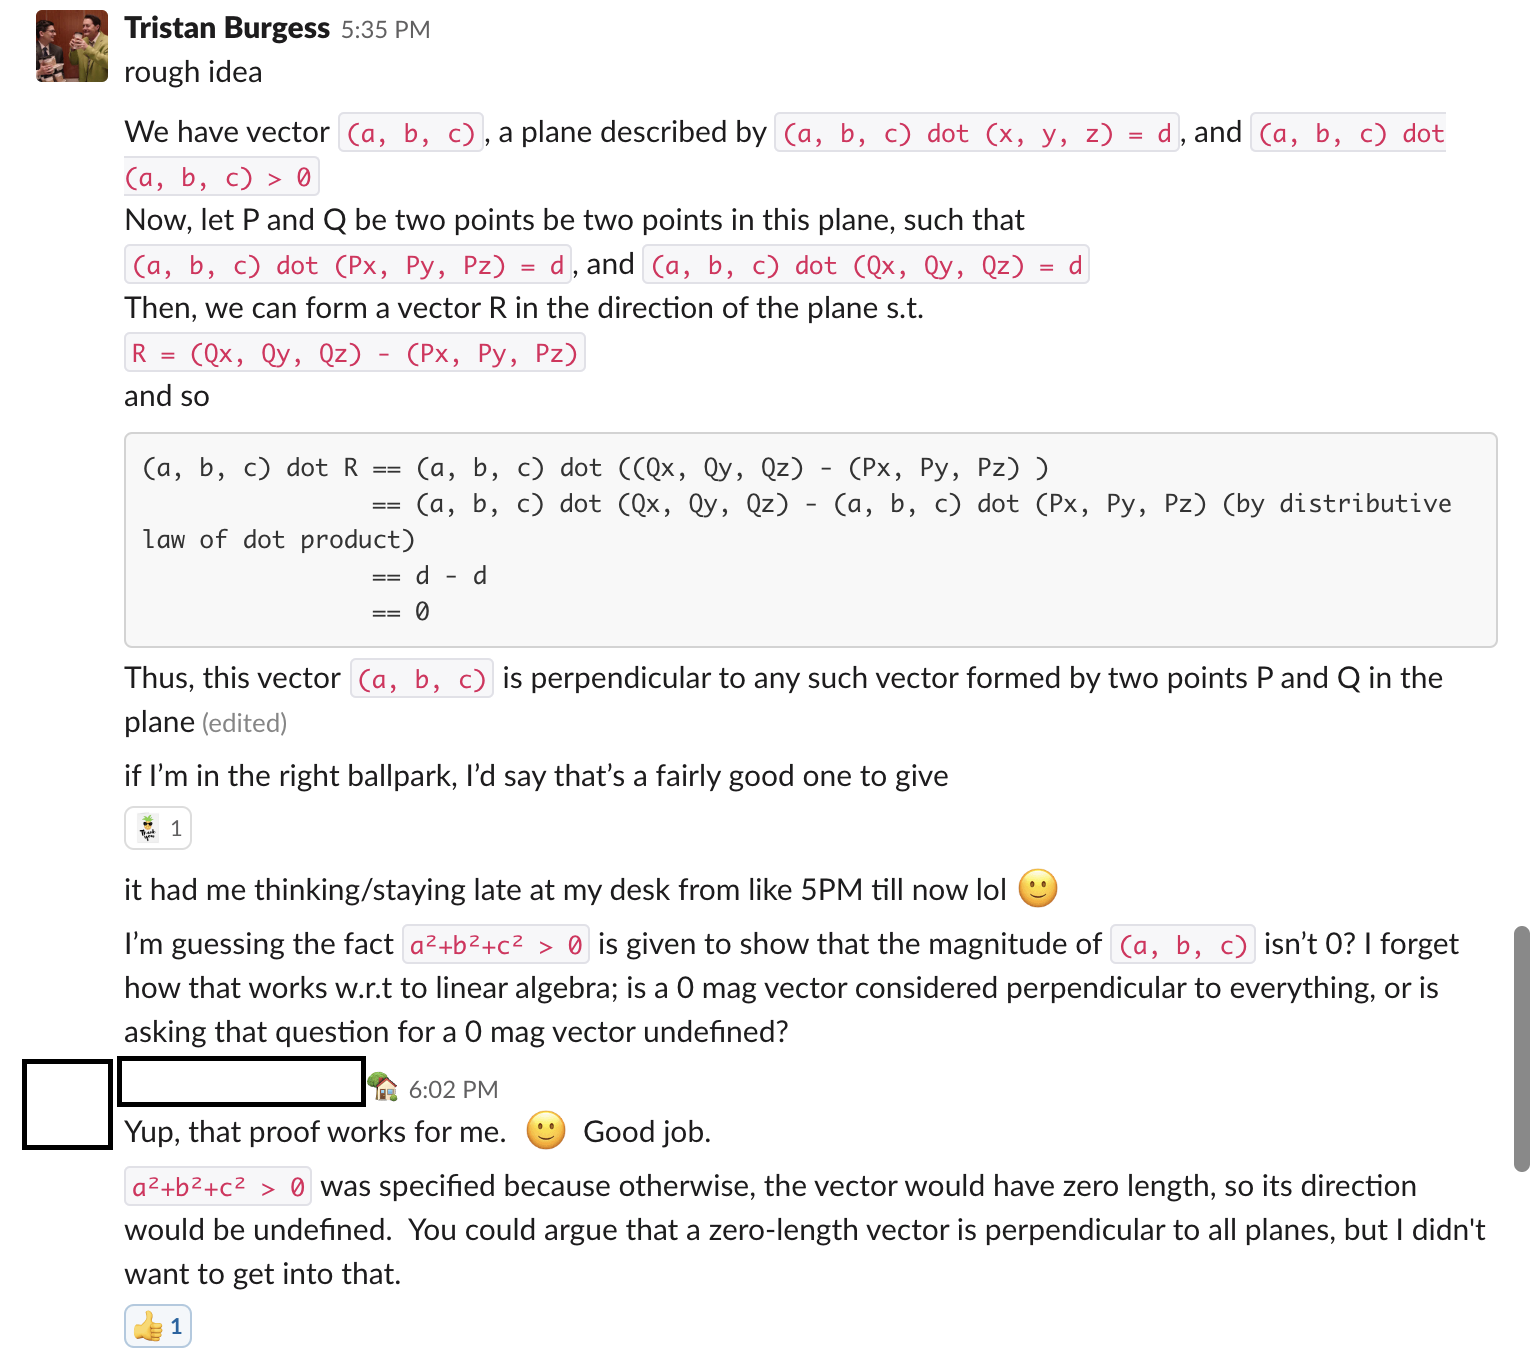 Tristan Burgess 5:35 PM
rough idea
We have vector (a, b, c), a plane described by (a, b, c) dot (x, y, z) = d, and (a, b, c) dot
(a, b, c) > 0
Now, let P and Q be two points be two points in this plane, such that
(a, b, c) dot (Px, Py, Pz) = d, and (a, b, c) dot (Qx, Qy, Qz) = d
Then, we can form a vector R in the direction of the plane s.t.
R = (Qx, Qy, Qz) - (Px, Py, Pz)
and so
(a, b, c) dot R == (a, b, c) dot ((Qx, Qy, Qz) - (Px, Py, Pz) )
== (a, b, c) dot (Qx, Qy, Qz) - (a, b, c) dot (Px, Py, Pz) (by distributive
law of dot product)
== d - d
== 0
Thus, this vector (a, b, c) is perpendicular to any such vector formed by two points P and Q in the
plane (edited)
if I'm in the right ballpark, I'd say that's a fairly good one to give
Thank you 1
it had me thinking/staying late at my desk from like 5PM till now lol 🙂
I'm guessing the fact a²+b²+c² > 0 is given to show that the magnitude of (a, b, c) isn't 0? I forget
how that works w.r.t to linear algebra; is a 0 mag vector considered perpendicular to everything, or is
asking that question for a 0 mag vector undefined?
6:02 PM
Yup, that proof works for me. 🙂 Good job.
a²+b²+c² > 0 was specified because otherwise, the vector would have zero length, so its direction
would be undefined. You could argue that a zero-length vector is perpendicular to all planes, but I didn't
want to get into that.
👍 1